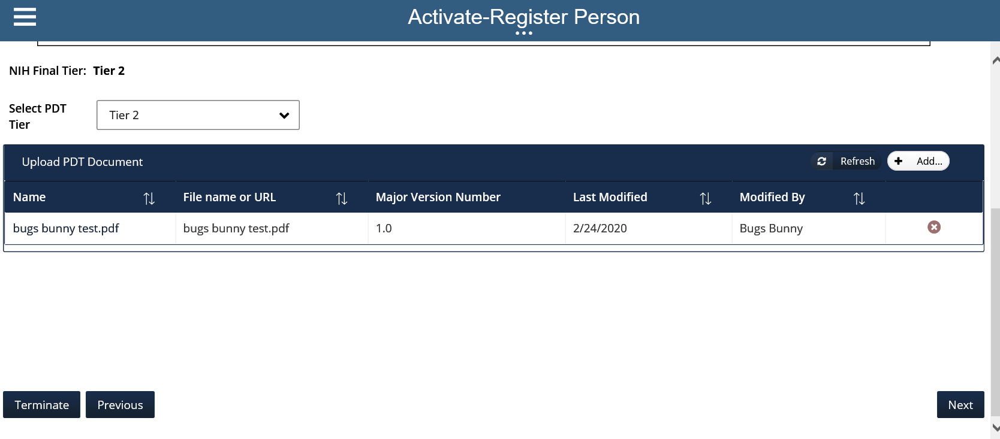 Activate-Register Person
NIH Final Tier: Tier 2
Select PDT
Tier
Tier 2
Upload PDT Document
Refresh
Add...
Name File name or URL Major Version Number Last Modified Modified By
bugs bunny test.pdf bugs bunny test.pdf 1.0 2/24/2020 Bugs Bunny
Terminate Previous Next